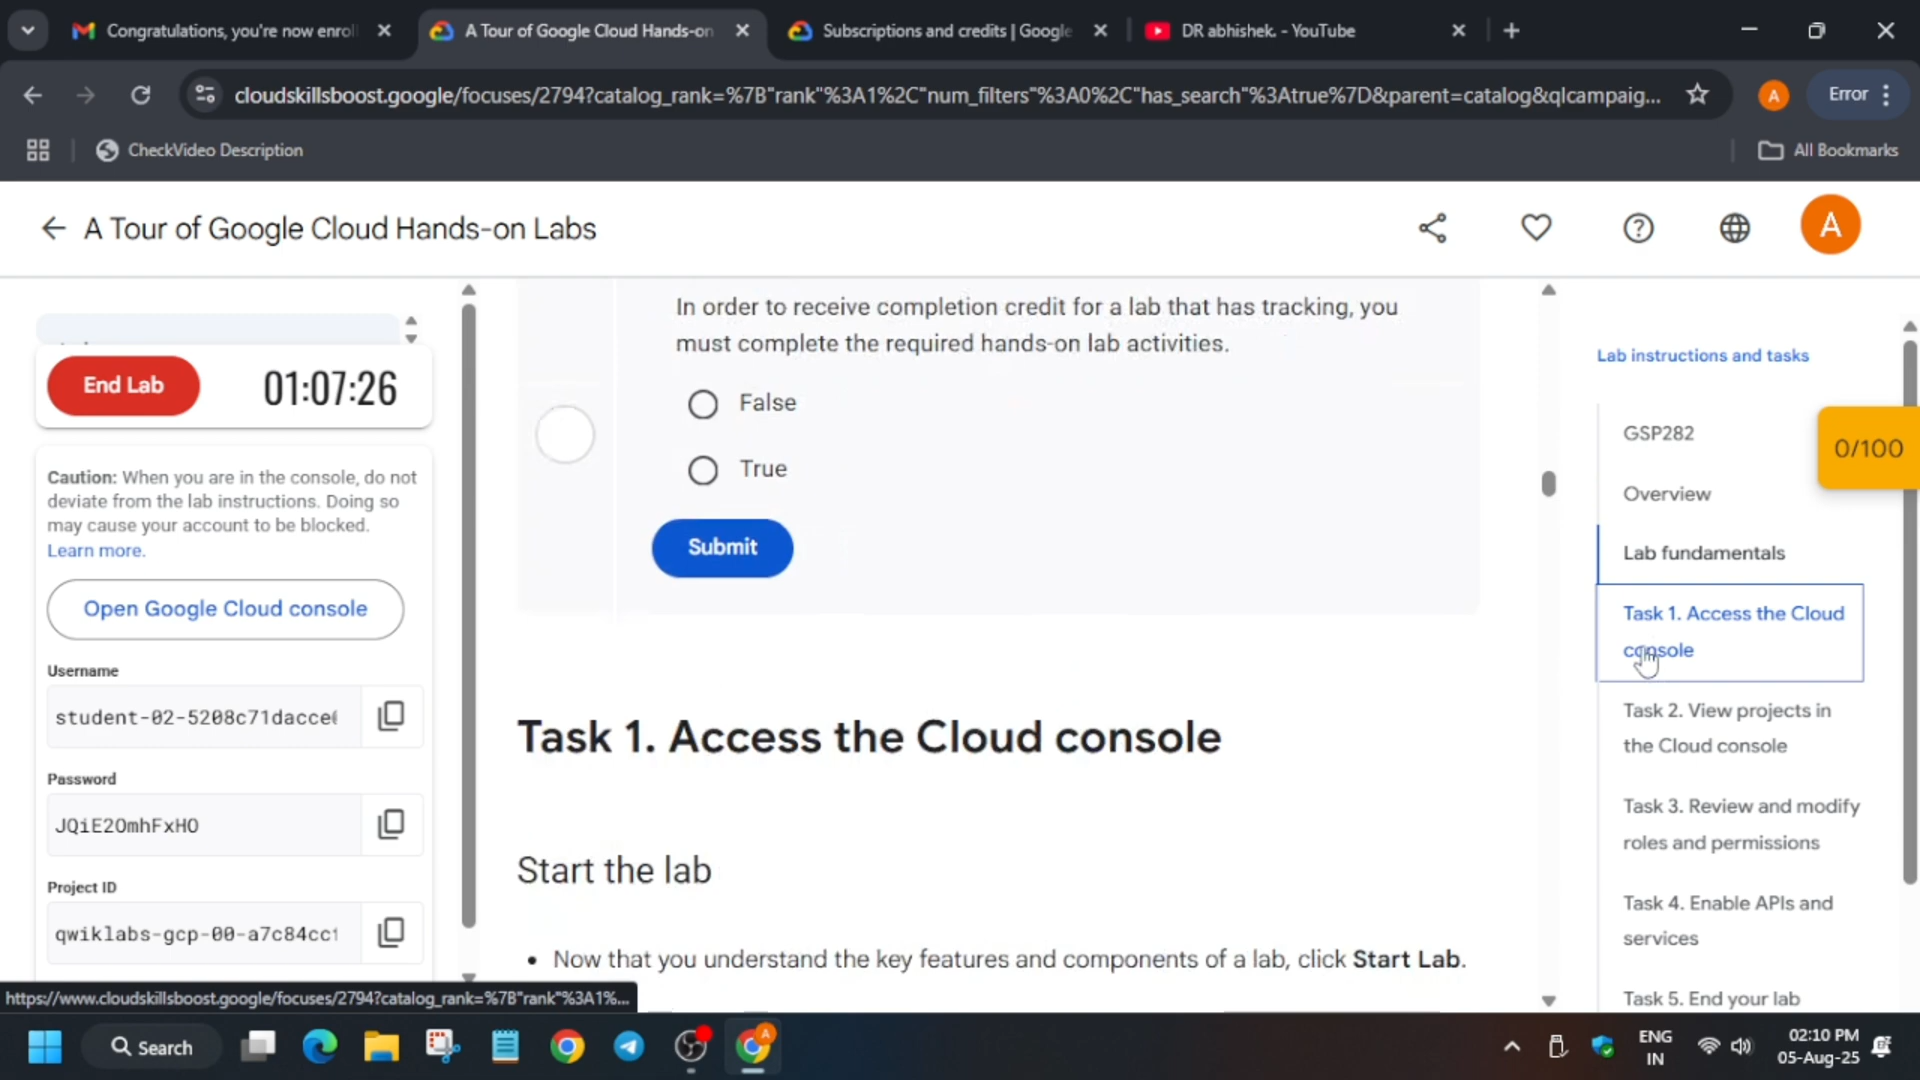 Congratulations, you're now enrol
A Tour of Google Cloud Hands-on
Subscriptions and credits | Google
DR abhishek. - YouTube
cloudskillsboost.google/focuses/2794?catalog_rank=%7B"rank"%3A1%2C"num_filters"%3A0%2C"has_search"%3Atrue%7D&parent=catalog&qlcampaig...
A
Error
CheckVideo Description
All Bookmarks
A Tour of Google Cloud Hands-on Labs
A
End Lab
01:07:26
Caution: When you are in the console, do not
deviate from the lab instructions. Doing so
may cause your account to be blocked.
Learn more.
Open Google Cloud console
Username
student-02-5208c71dacce
Password
JQiE2OmhFxHO
Project ID
qwiklabs-gcp-00-a7c84cc
In order to receive completion credit for a lab that has tracking, you
must complete the required hands-on lab activities.
False
True
Submit
Task 1. Access the Cloud console
Start the lab
• Now that you understand the key features and components of a lab, click Start Lab.
Lab instructions and tasks
GSP282
0/100
Overview
Lab fundamentals
Task 1. Access the Cloud
console
Task 2. View projects in
the Cloud console
Task 3. Review and modify
roles and permissions
Task 4. Enable APIs and
services
Task 5. End your lab
https://www.cloudskillsboost.google/focuses/2794?catalog_rank=%7B"rank"%3A1%...
Search
A
ENG
IN
02:10 PM
05-Aug-25